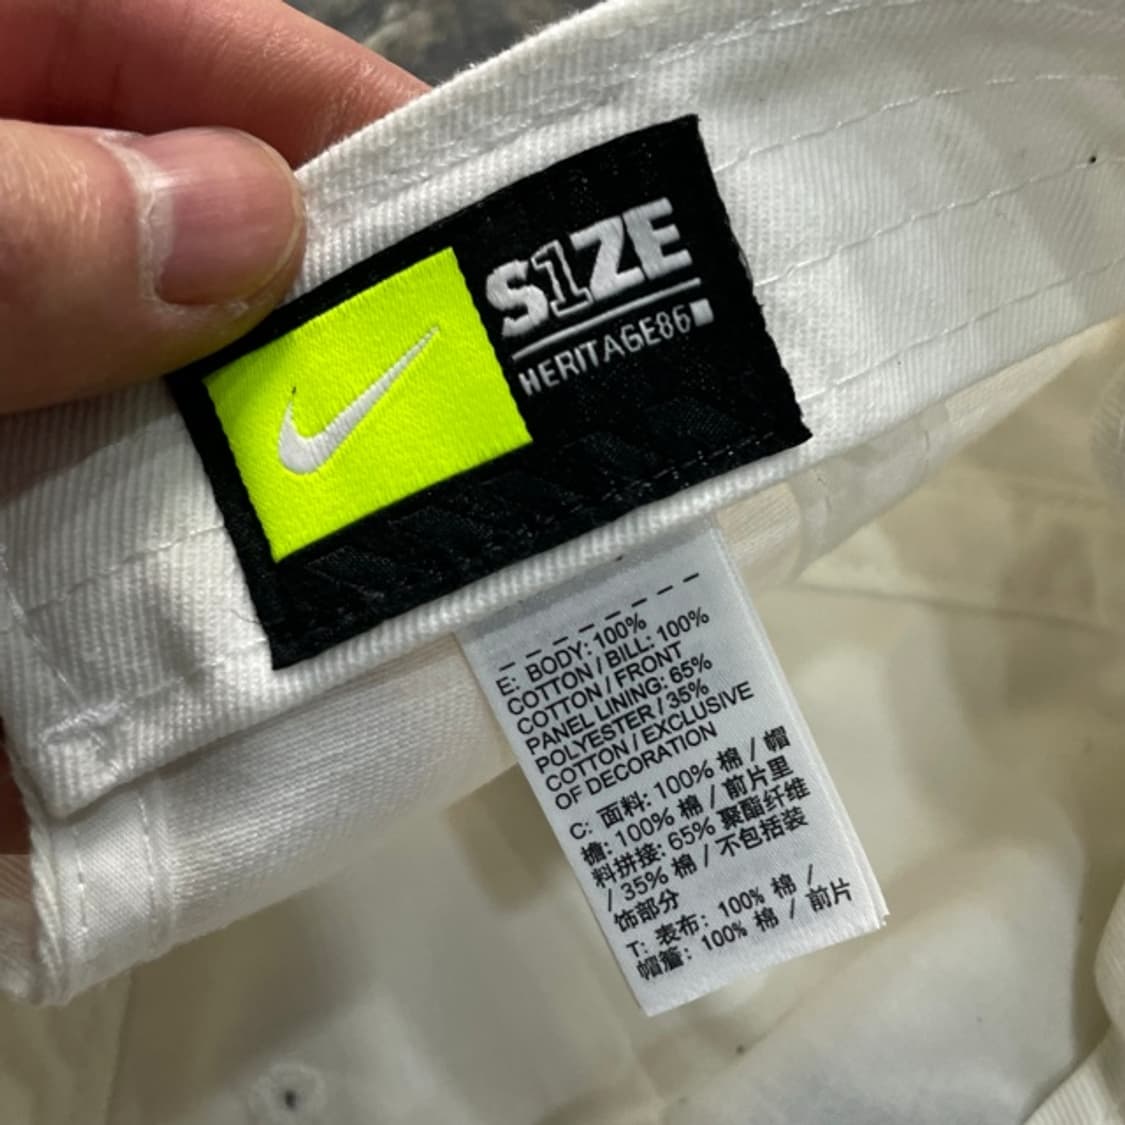 S1ZE
HERITAGE86
E: BODY: 100%
COTTON / BILL: 100%
COTTON / FRONT
PANEL LINING: 65%
POLYESTER / 35%
COTTON / EXCLUSIVE
OF DECORATION
C: 面料: 100% 棉 / 帽
檐: 100% 棉 / 前片里
料拼接: 65% 聚酯纤维
/ 35% 棉 / 不包括装
饰部分
T: 表布: 100% 棉 /
帽簷: 100% 棉 / 前片